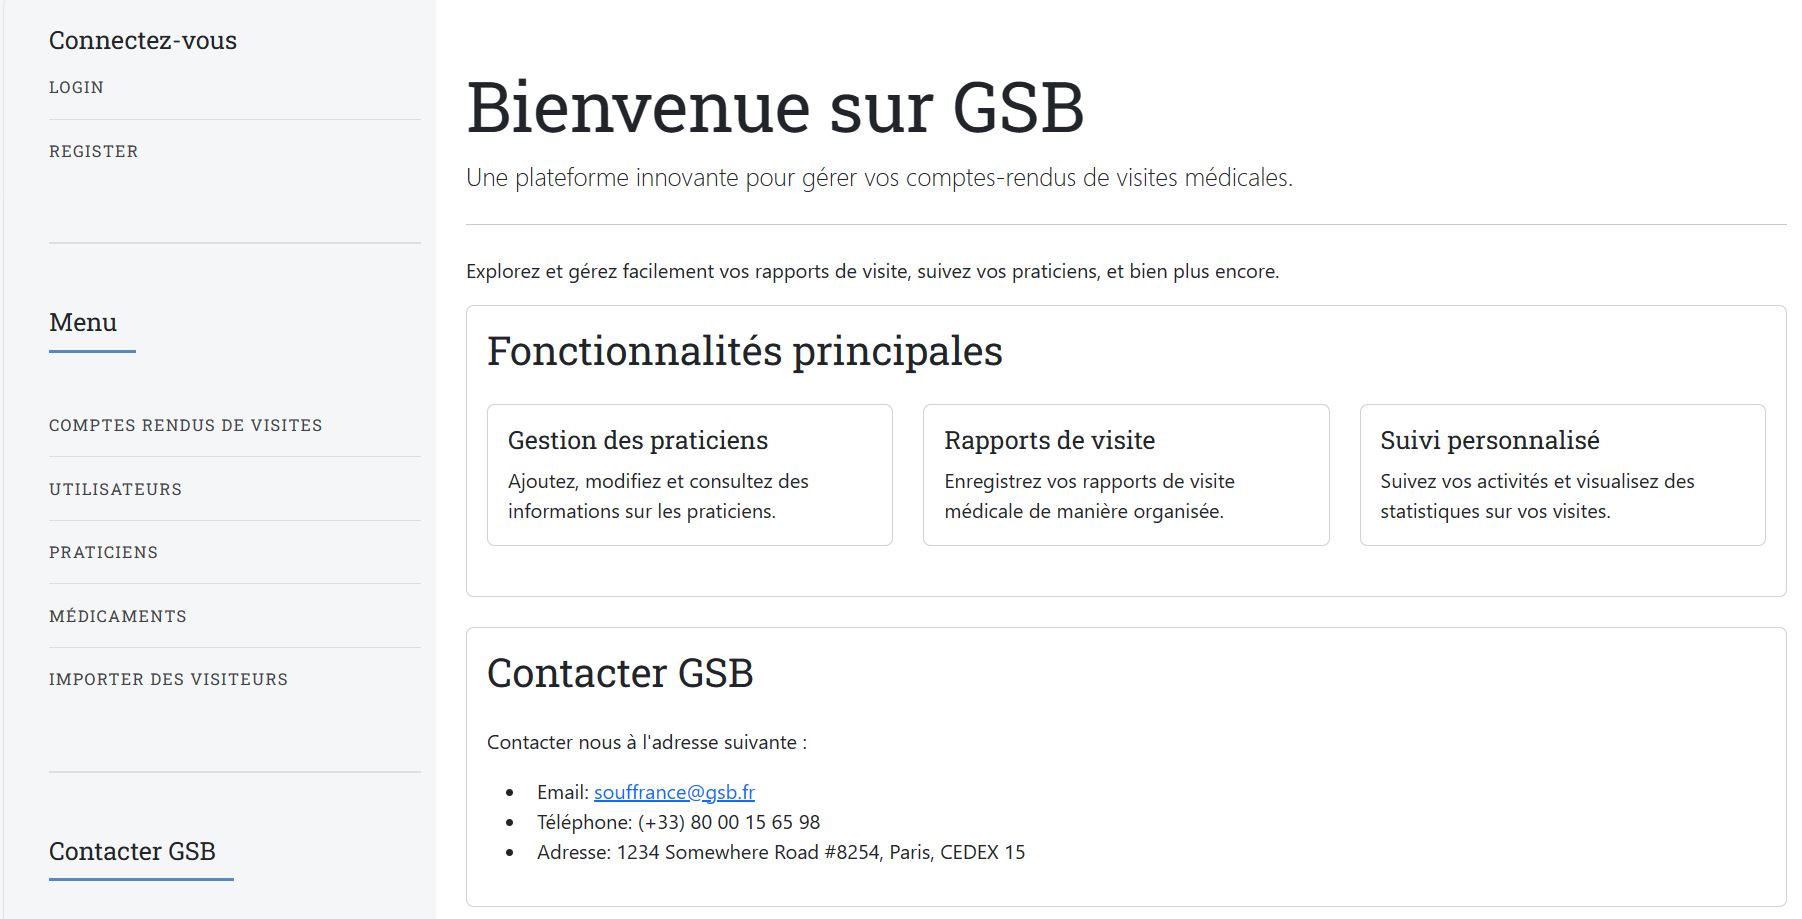 Connectez-vous
LOGIN
REGISTER
Menu
COMPTES RENDUS DE VISITES
UTILISATEURS
PRATICIENS
MÉDICAMENTS
IMPORTER DES VISITEURS
Contacter GSB
Bienvenue sur GSB
Une plateforme innovante pour gérer vos comptes-rendus de visites médicales.
Explorez et gérez facilement vos rapports de visite, suivez vos praticiens, et bien plus encore.
Fonctionnalités principales
Gestion des praticiens
Ajoutez, modifiez et consultez des
informations sur les praticiens.
Rapports de visite
Enregistrez vos rapports de visite
médicale de manière organisée.
Suivi personnalisé
Suivez vos activités et visualisez des
statistiques sur vos visites.
Contacter GSB
Contacter nous à l'adresse suivante :
Email: souffrance@gsb.fr
Téléphone: (+33) 80 00 15 65 98
Adresse: 1234 Somewhere Road #8254, Paris, CEDEX 15